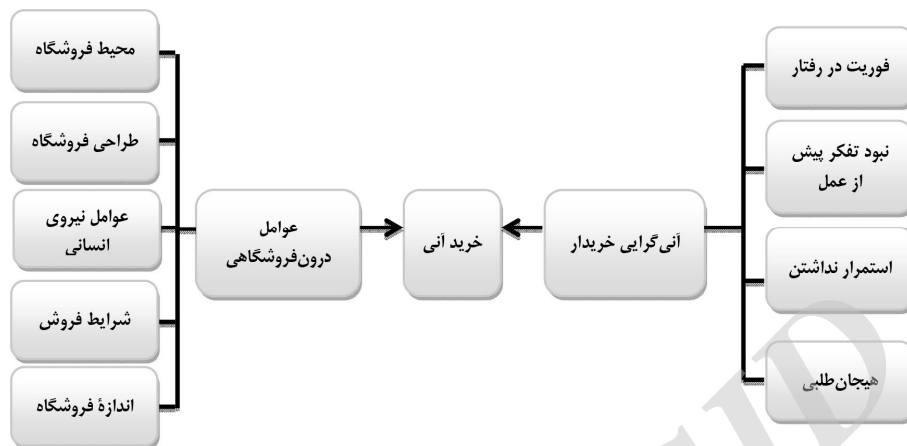 فوریت در رفتار
نبود تفکر پیش
از عمل
استمرار نداشتن
هیجان‌طلبی
آنی‌گرایی خریدار
خرید آنی
عوامل
درون‌فروشگاهی
محیط فروشگاه
طراحی فروشگاه
عوامل نیروی
انسانی
شرایط فروش
اندازهٔ فروشگاه